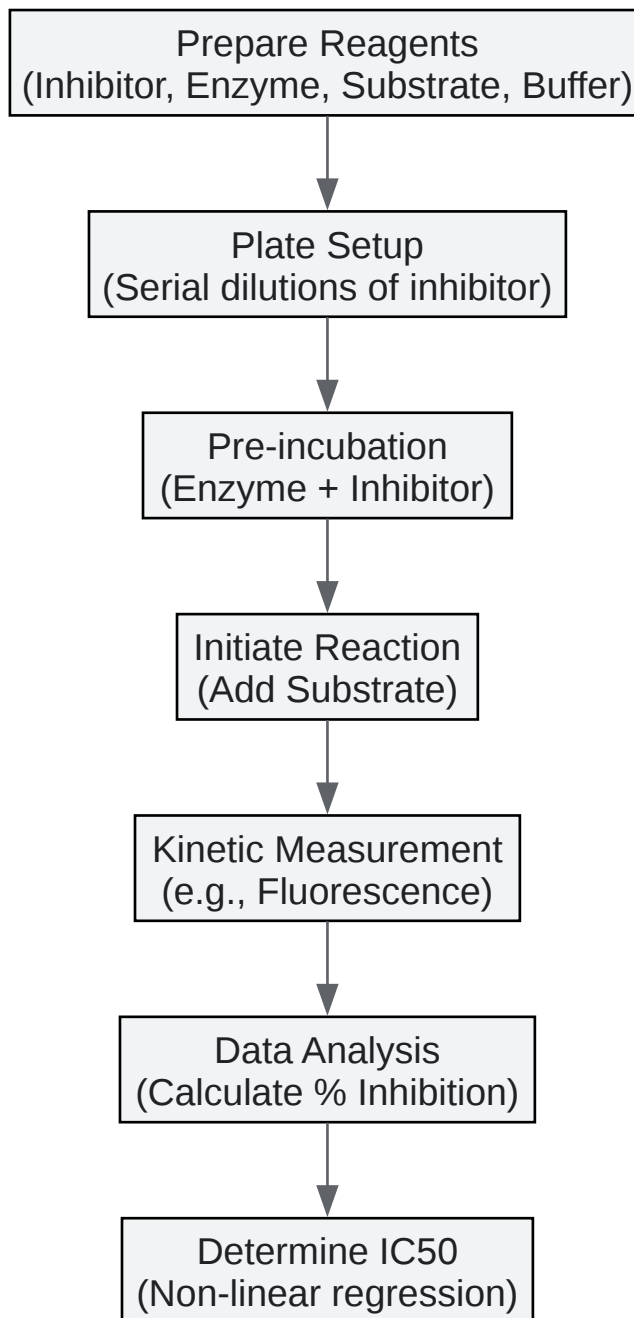 Prepare Reagents
(Inhibitor, Enzyme, Substrate, Buffer)
Plate Setup
(Serial dilutions of inhibitor)
Pre-incubation
(Enzyme + Inhibitor)
Initiate Reaction
(Add Substrate)
Kinetic Measurement
(e.g., Fluorescence)
Data Analysis
(Calculate % Inhibition)
Determine IC50
(Non-linear regression)